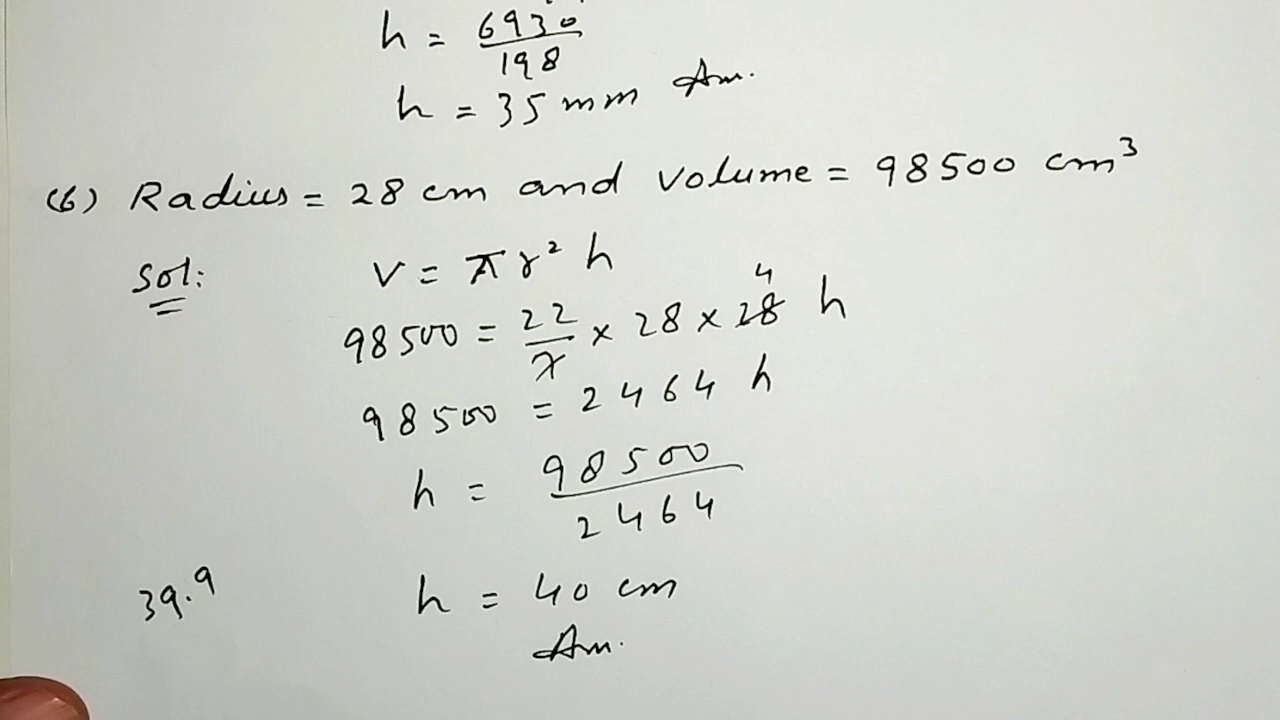 h = 6930/198
h = 35 mm Ans.
(6) Radius = 28 cm and volume = 98500 cm³
Sol:
V = πr² h
4
98500 = 22/7 × 28 × 28 h
98500 = 2464 h
h = 98500/2464
39.9
h = 40 cm
Ans.